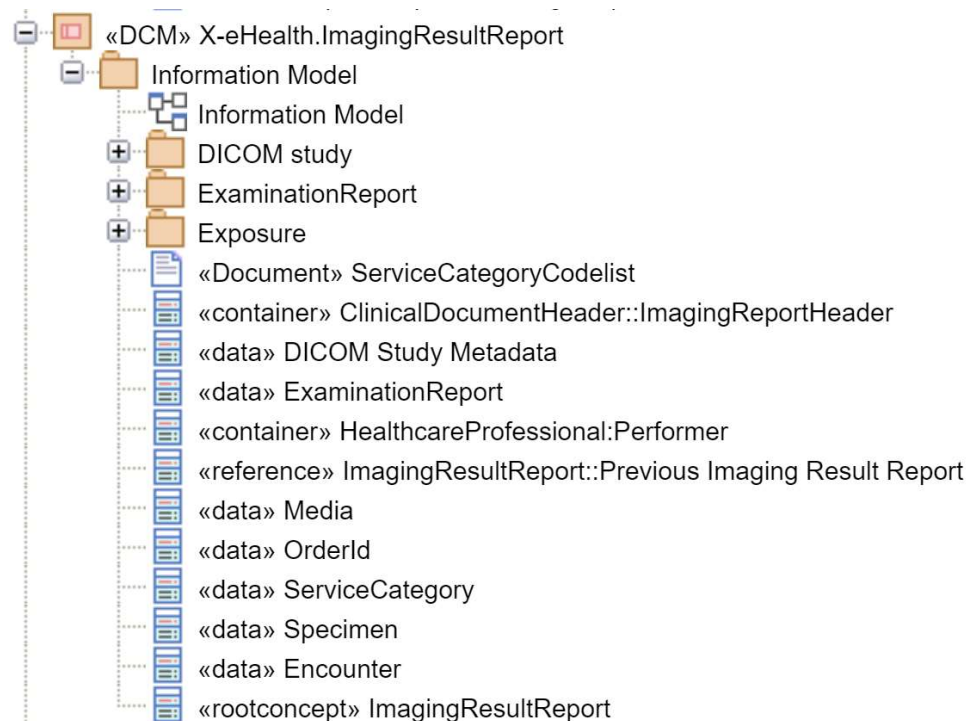 «DCM» X-eHealth.ImagingResultReport
Information Model
Information Model
DICOM study
ExaminationReport
Exposure
«Document» ServiceCategoryCodelist
«container» ClinicalDocumentHeader::ImagingReportHeader
«data» DICOM Study Metadata
«data» ExaminationReport
«container» HealthcareProfessional:Performer
«reference» ImagingResultReport::Previous Imaging Result Report
«data» Media
«data» OrderId
«data» ServiceCategory
«data» Specimen
«data» Encounter
«rootconcept» ImagingResultReport